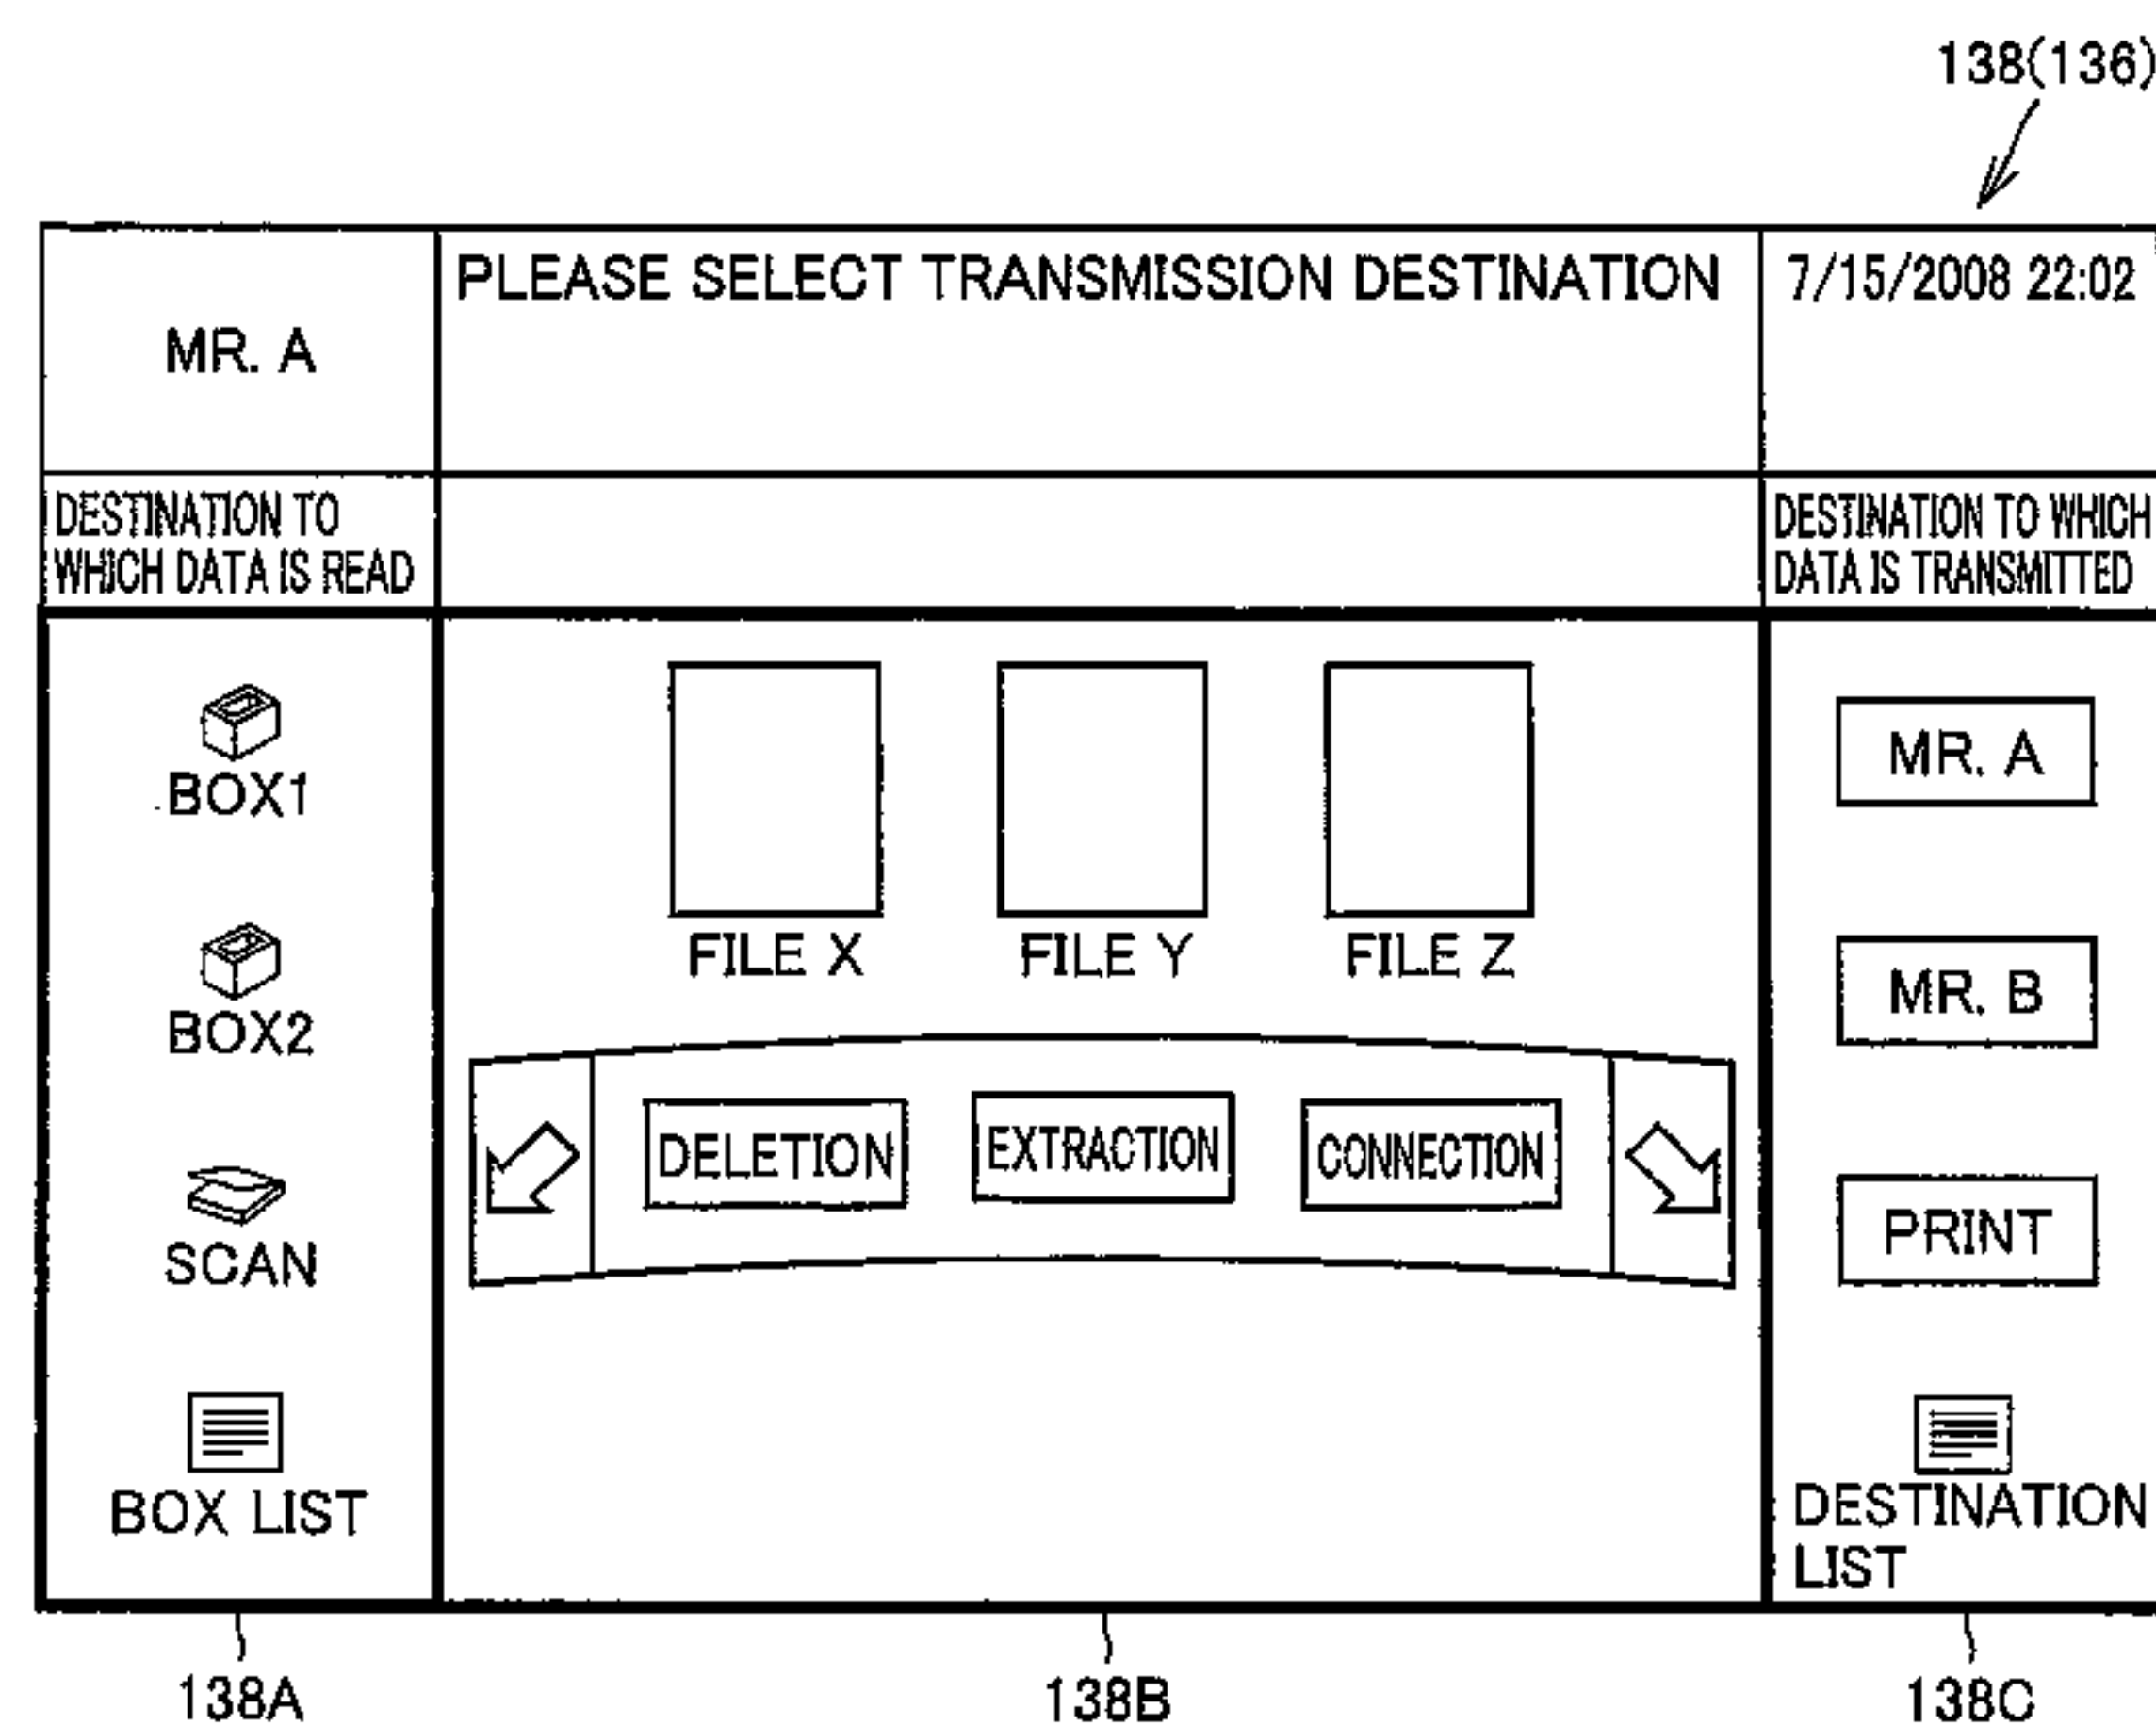 138(136)
MR. A
PLEASE SELECT TRANSMISSION DESTINATION
7/15/2008 22:02
DESTINATION TO
WHICH DATA IS READ
DESTINATION TO WHICH
DATA IS TRANSMITTED
BOX1
BOX2
SCAN
BOX LIST
FILE X
FILE Y
FILE Z
DELETION
EXTRACTION
CONNECTION
MR. A
MR. B
PRINT
DESTINATION
LIST
138A
138B
138C